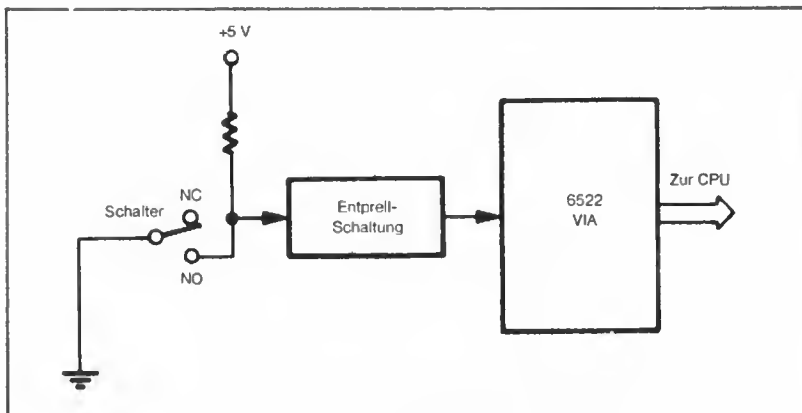 +5 V
Schalter
NC
NO
Entprell-
Schaltung
6522
VIA
Zur CPU